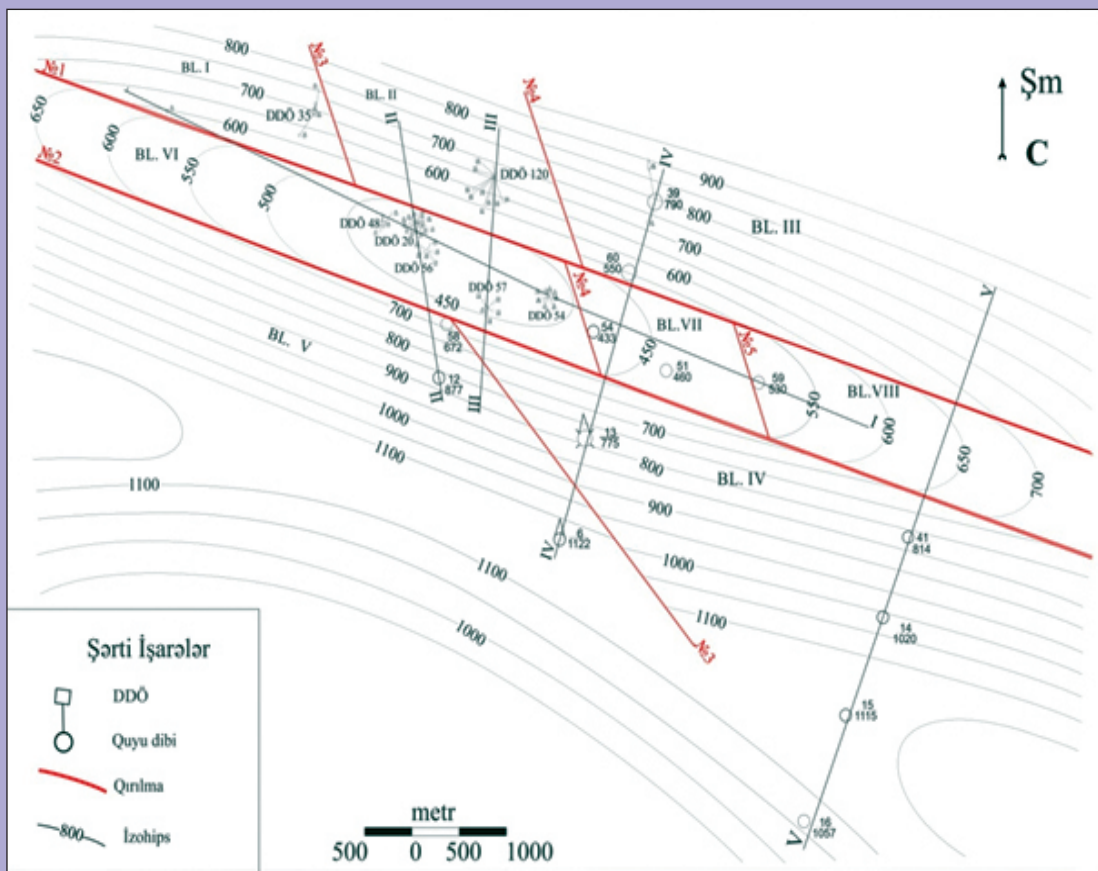 800
BL. I
№3
700
BL. II
DDÖ 35
600
№1
650
600
BL. VI
550
500
№2
№4
800
700
600
900
800
700
600
BL. III
II
III
IV
V
DDÖ 120
39
790
60
550
DDÖ 48
DDÖ 20
DDÖ 56
DDÖ 57
DDÖ 54
450
№4
54
433
BL.VII
450
51
460
№5
59
530
550
BL.VIII
I
600
650
700
58
672
12
877
II
III
BL. V
700
800
900
1000
1100
13
775
6
1122
IV
700
800
BL. IV
900
1000
1100
№3
41
814
14
1020
15
1115
16
1057
V
1100
1100
1000
Şm
C
Şərti İşarələr
DDÖ
Quyu dibi
Qırılma
800
İzohips
metr
500 0 500 1000